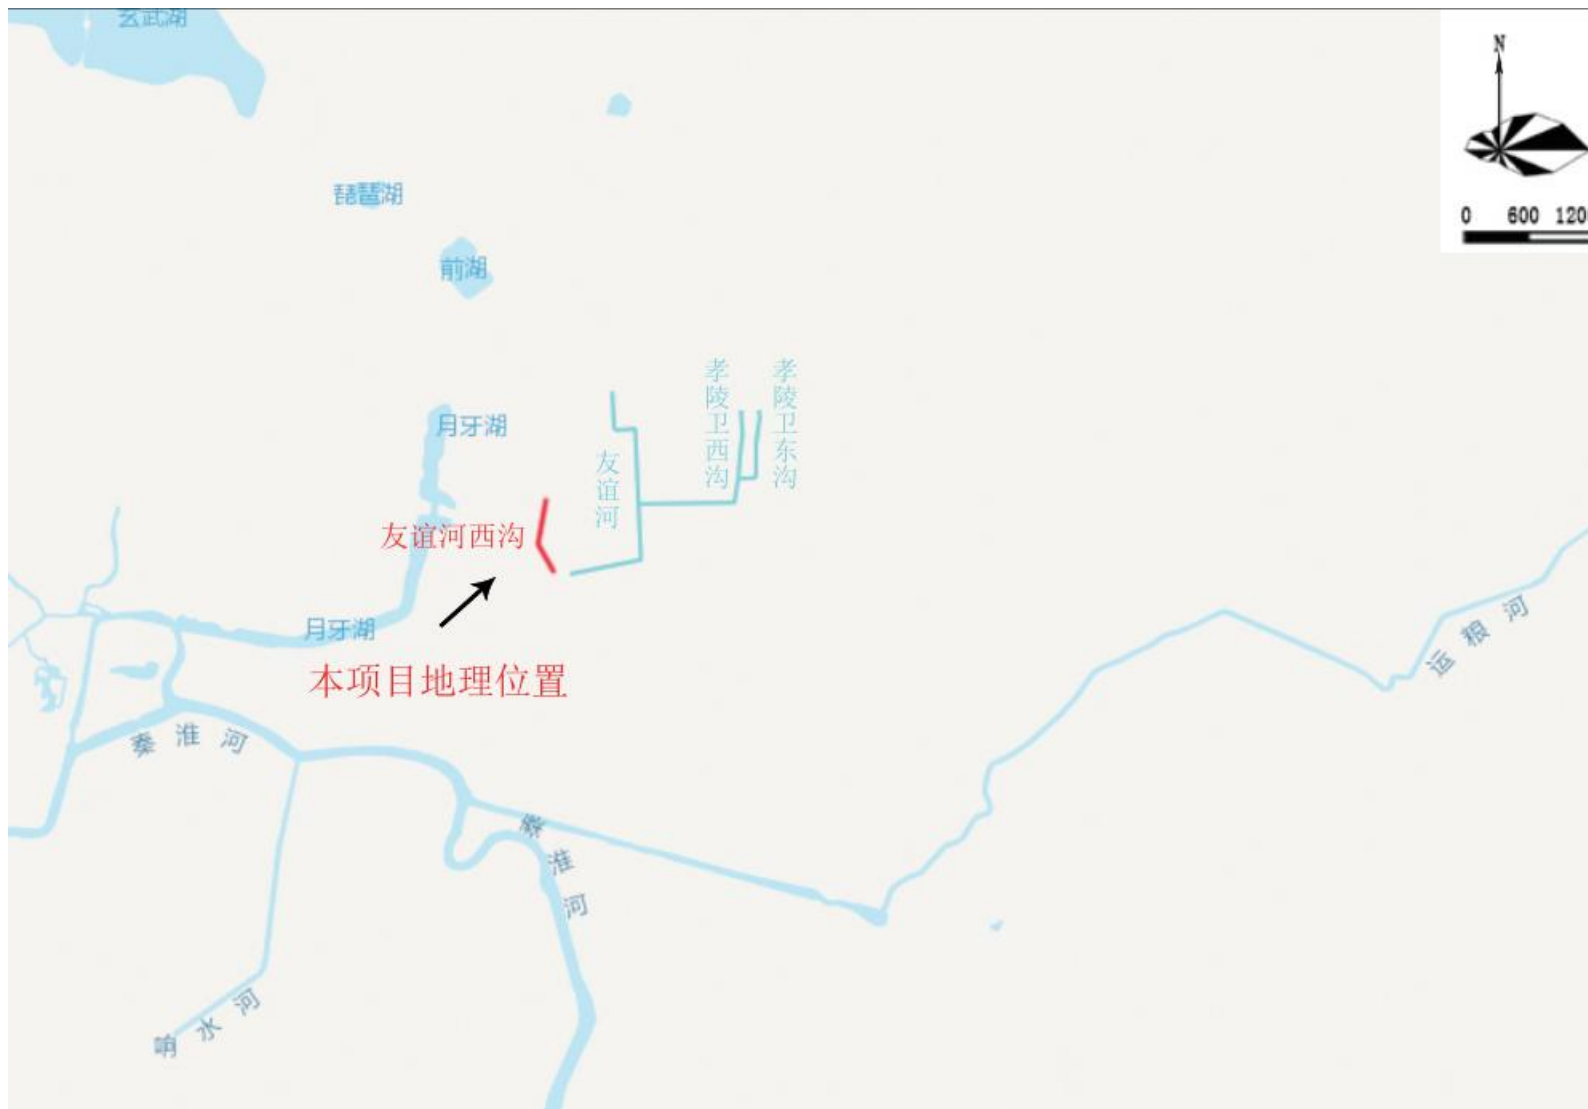 玄武湖
N
琵琶湖
0 600 120
前湖
孝陵卫西沟
孝陵卫东沟
月牙湖
友谊河
友谊河西沟
月牙湖
运粮河
本项目地理位置
秦淮河
秦淮河
响水河